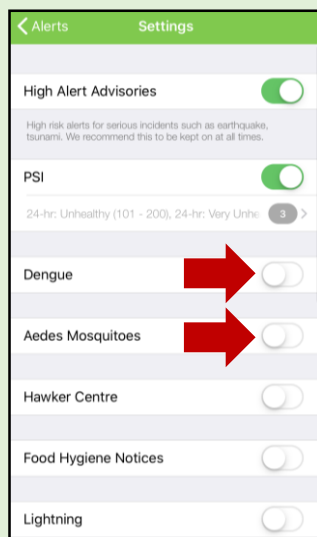 Alerts Settings
High Alert Advisories
High risk alerts for serious incidents such as earthquake,
tsunami. We recommend this to be kept on at all times.
PSI
24-hr: Unhealthy (101 - 200), 24-hr: Very Unhe 3
Dengue
Aedes Mosquitoes
Hawker Centre
Food Hygiene Notices
Lightning